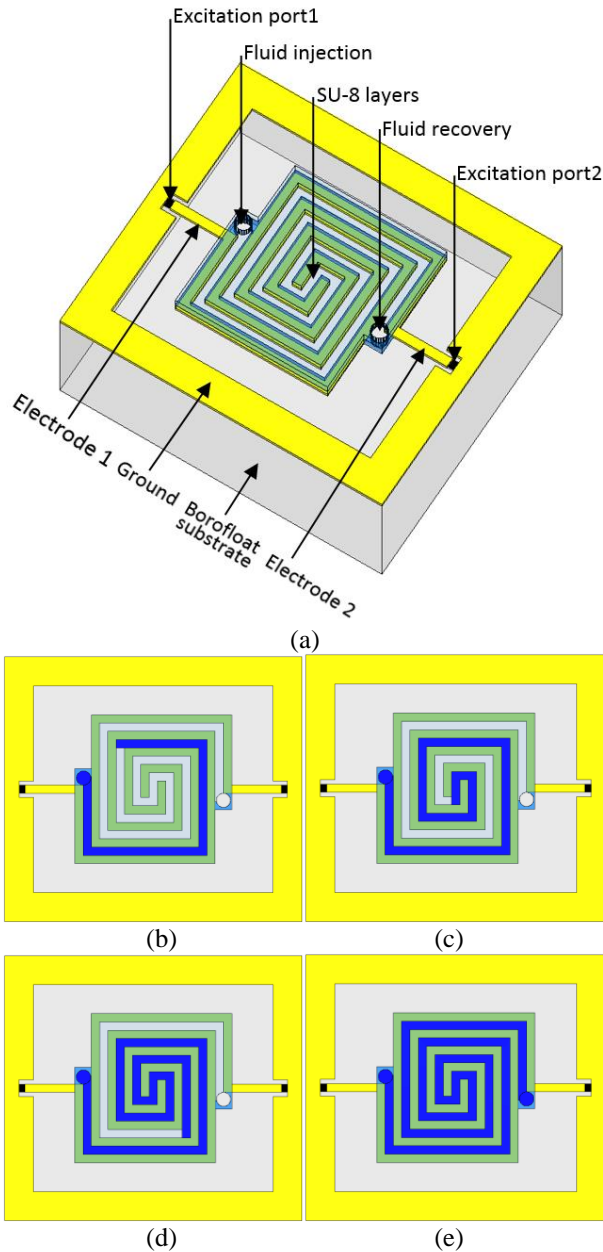 Excitation port1
Fluid injection
SU-8 layers
Fluid recovery
Excitation port2
Electrode 1
Ground
Borofloat
substrate
Electrode 2
(a)
(b)
(c)
(d)
(e)